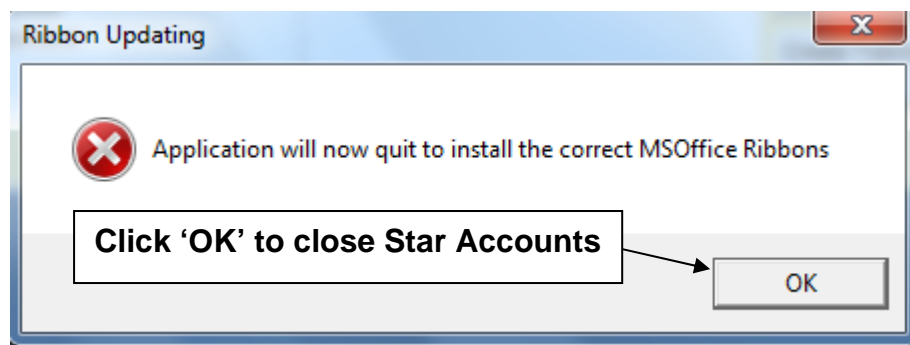 Ribbon Updating
Application will now quit to install the correct MSOffice Ribbons
Click ‘OK’ to close Star Accounts
OK